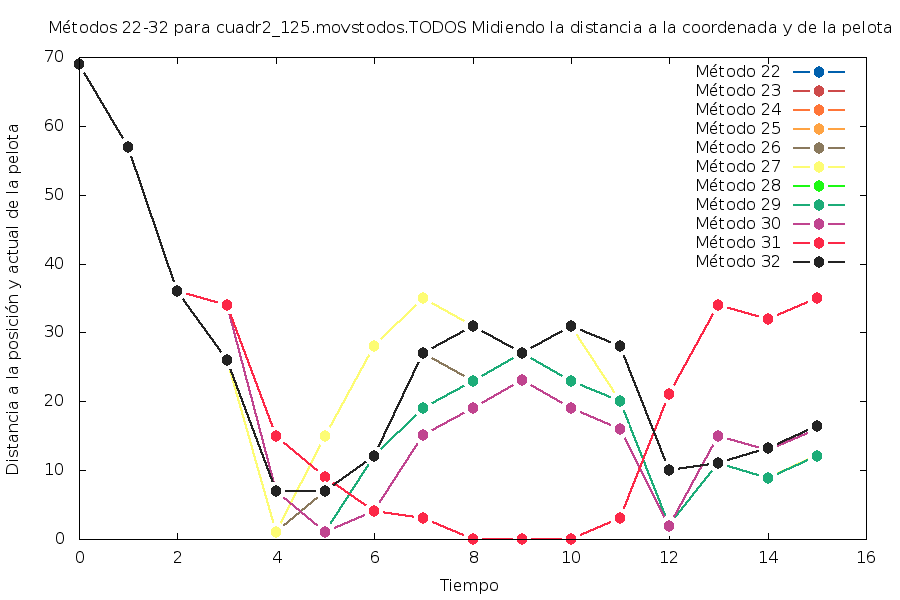 Métodos 22-32 para cuadr2_125.movstodos.TODOS Midiendo la distancia a la coordenada y de la pelota
Distancia a la posición y actual de la pelota
70
60
50
40
30
20
10
0
Método 22
Método 23
Método 24
Método 25
Método 26
Método 27
Método 28
Método 29
Método 30
Método 31
Método 32
0 2 4 6 8 10 12 14 16
Tiempo